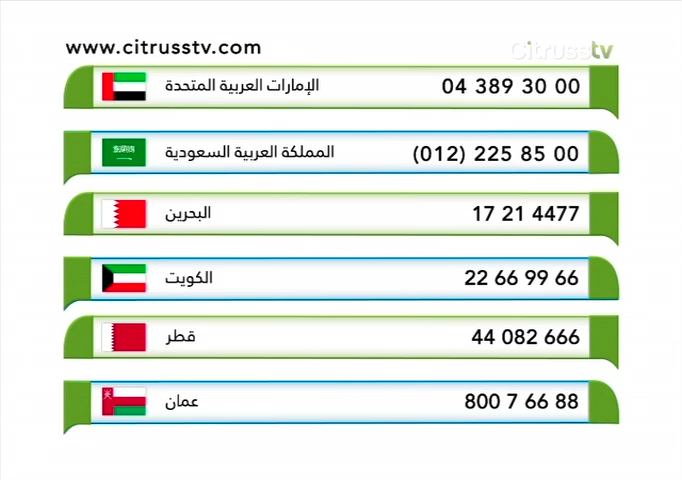 www.citrusstv.com
Citrusstv
الإمارات العربية المتحدة 04 389 30 00
المملكة العربية السعودية (012) 225 85 00
البحرين 17 21 4477
الكويت 22 66 99 66
قطر 44 082 666
عمان 800 7 66 88